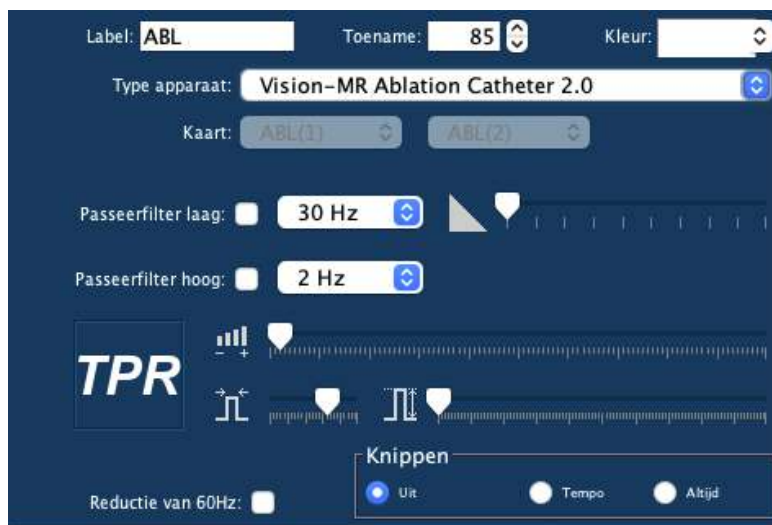 Label: ABL Toename: 85 Kleur:
Type apparaat: Vision-MR Ablation Catheter 2.0
Kaart: ABL(1) ABL(2)
Passeerfilter laag: 30 Hz
Passeerfilter hoog: 2 Hz
- +
TPR
Knippen
Reductie van 60Hz: Uit Tempo Altijd